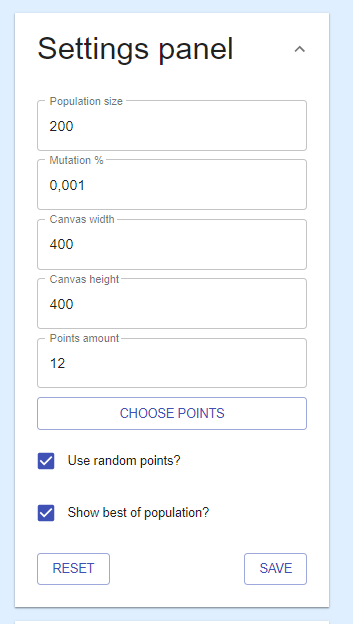 Settings panel
Population size
200
Mutation %
0,001
Canvas width
400
Canvas height
400
Points amount
12
CHOOSE POINTS
Use random points?
Show best of population?
RESET
SAVE